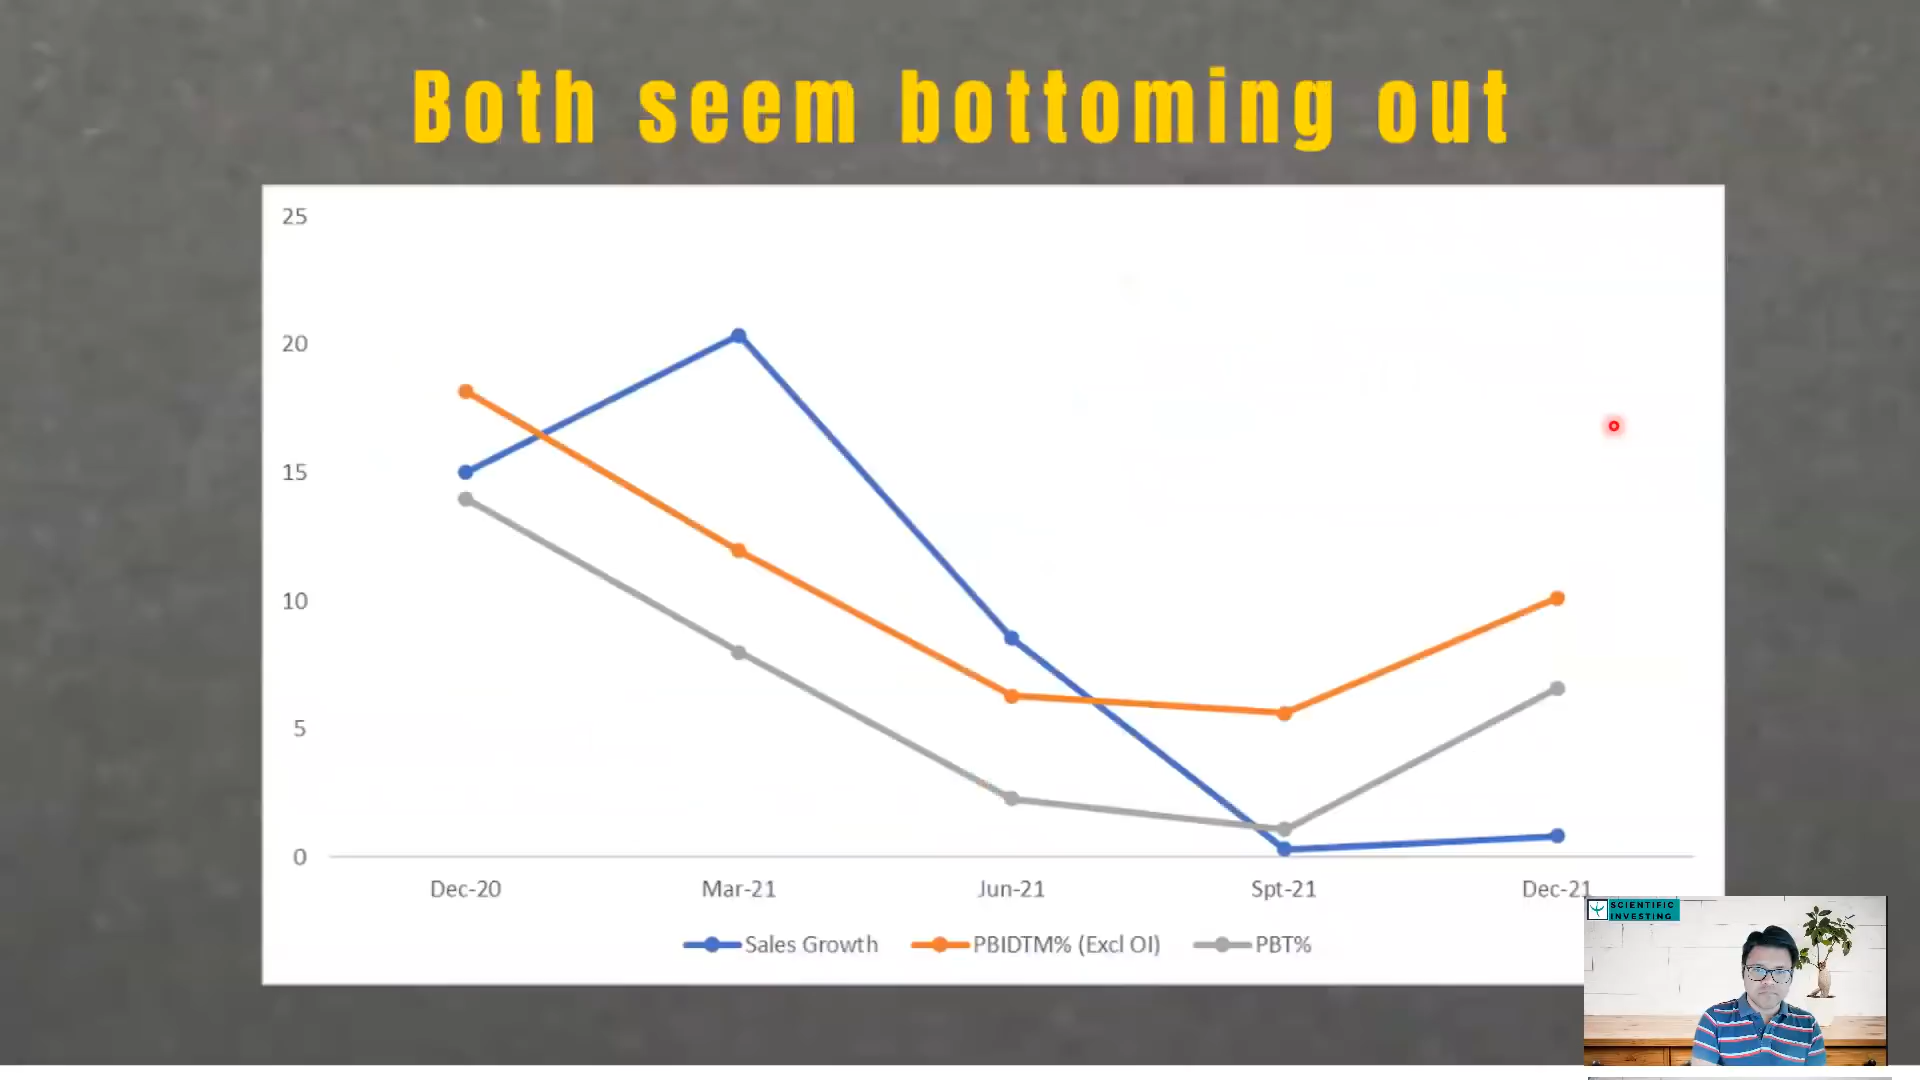 Both seem bottoming out
25
20
15
10
5
0
Dec-20 Mar-21 Jun-21 Spt-21 Dec-21
Sales Growth PBIDTM% (Excl OI) PBT%
SCIENTIFIC
INVESTING